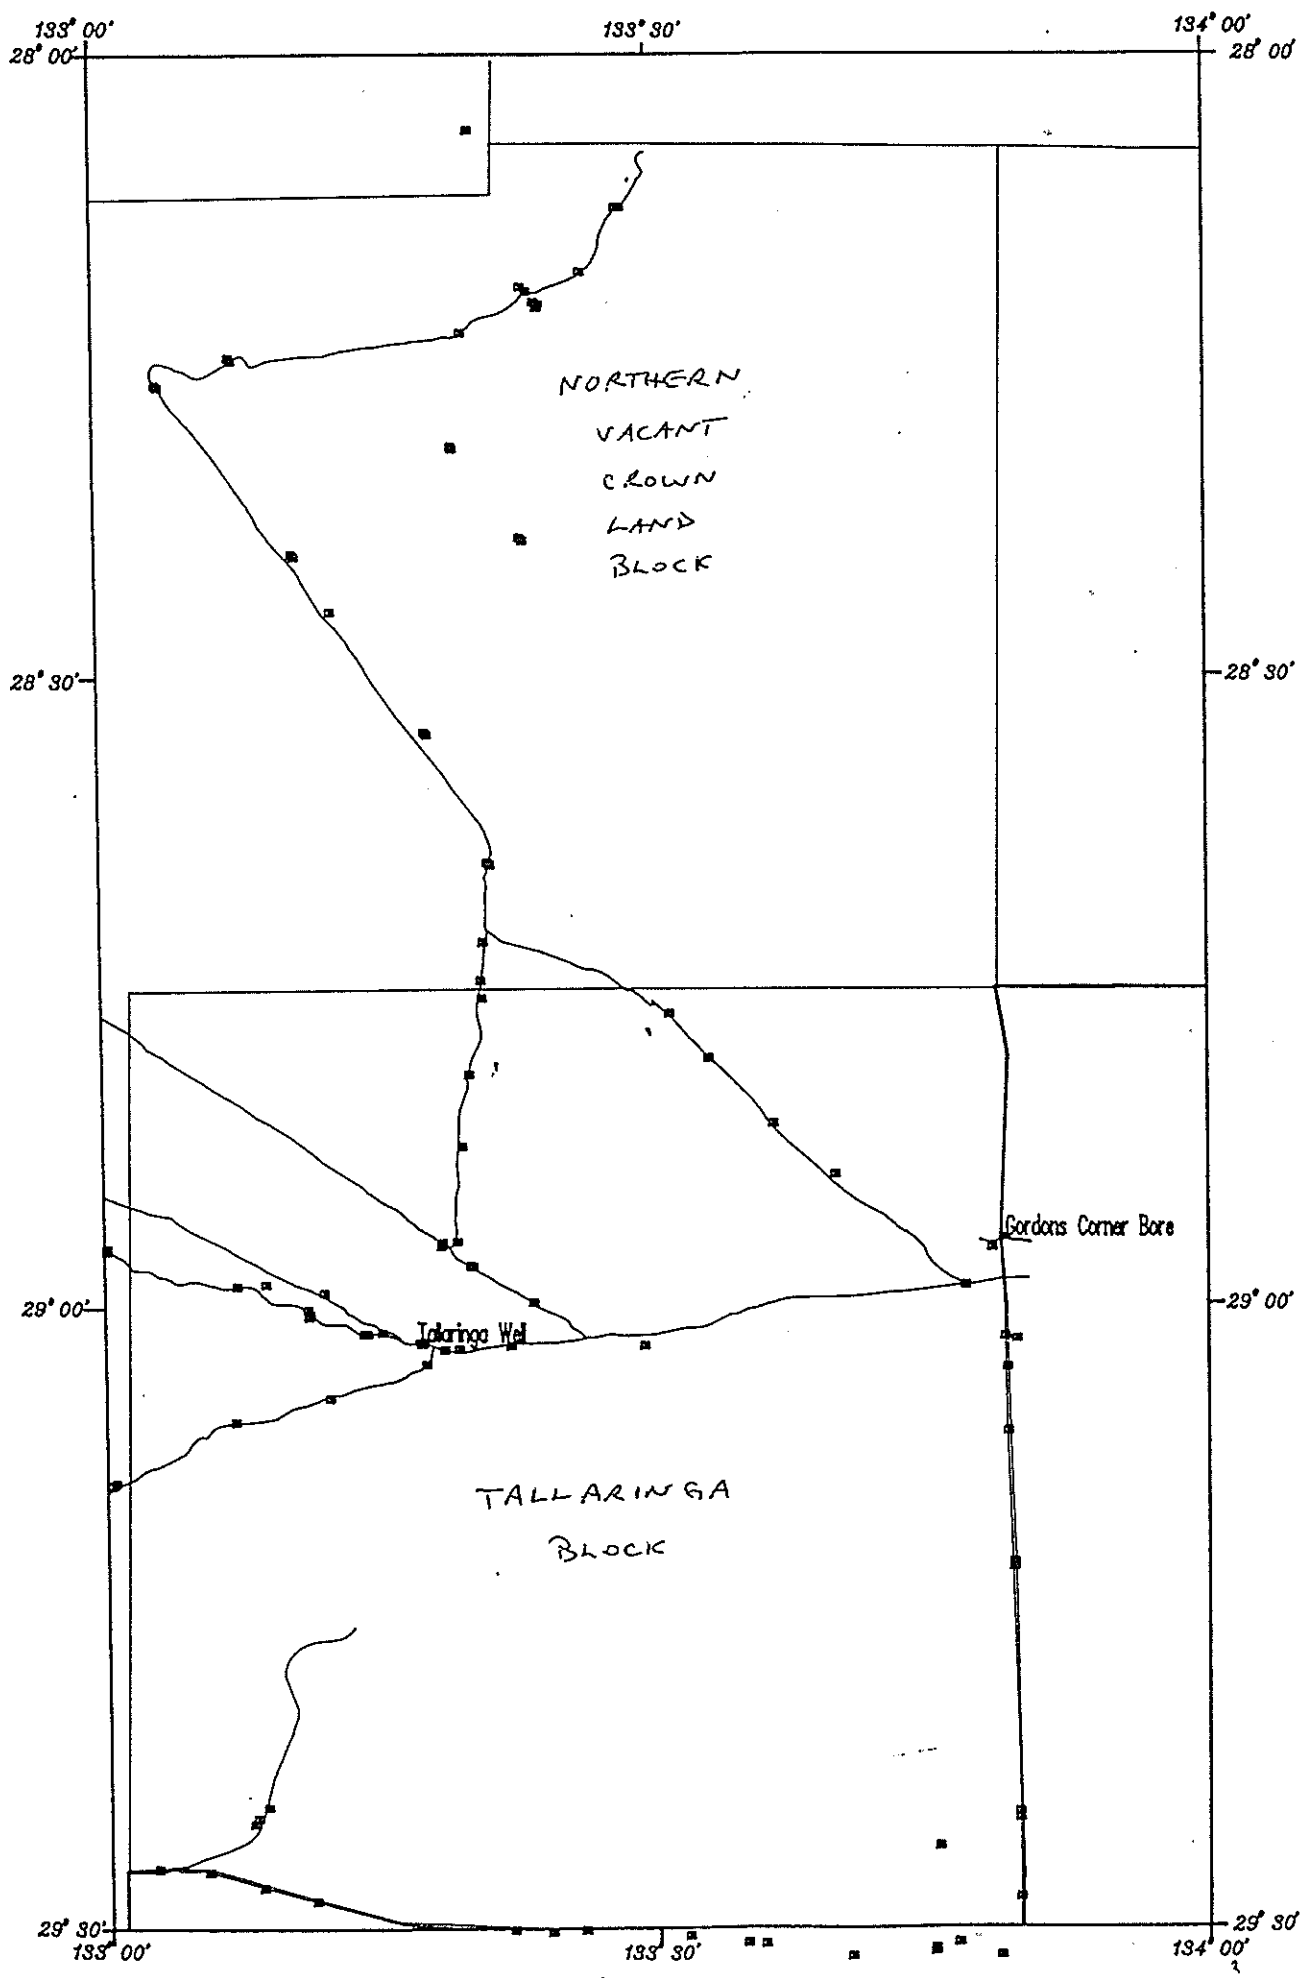 133° 00'
133° 30'
134° 00'
28° 00'
28° 00'
NORTHERN
VACANT
CROWN
LAND
BLOCK
28° 30'
28° 30'
Gordons Corner Bore
29° 00'
29° 00'
Tallaringa Well
TALLARINGA
BLOCK
29° 30'
29° 30'
133° 00'
133° 30'
134° 00'